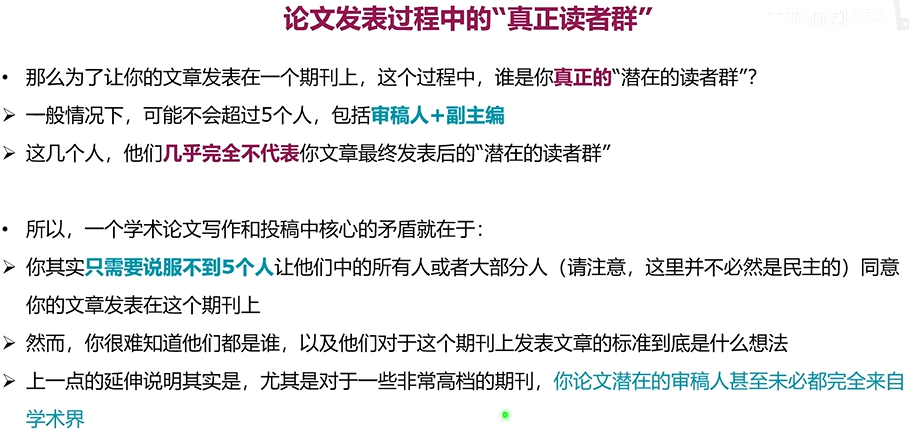 论文发表过程中的“真正读者群”
• 那么为了让你的文章发表在一个期刊上，这个过程中，谁是你真正的“潜在的读者群”？
➢ 一般情况下，可能不会超过5个人，包括审稿人+副主编
➢ 这几个人，他们几乎完全不代表你文章最终发表后的“潜在的读者群”
• 所以，一个学术论文写作和投稿中核心的矛盾就在于：
➢ 你其实只需要说服不到5个人让他们中的所有人或者大部分人（请注意，这里并不必然是民主的）同意
你的文章发表在这个期刊上
➢ 然而，你很难知道他们都是谁，以及他们对于这个期刊上发表文章的标准到底是什么想法
➢ 上一点的延伸说明其实是，尤其是对于一些非常高档的期刊，你论文潜在的审稿人甚至未必都完全来自
学术界